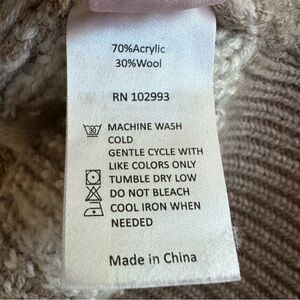 70%Acrylic
30%Wool
RN 102993
30 MACHINE WASH
COLD
GENTLE CYCLE WITH
LIKE COLORS ONLY
TUMBLE DRY LOW
DO NOT BLEACH
COOL IRON WHEN
NEEDED
Made in China